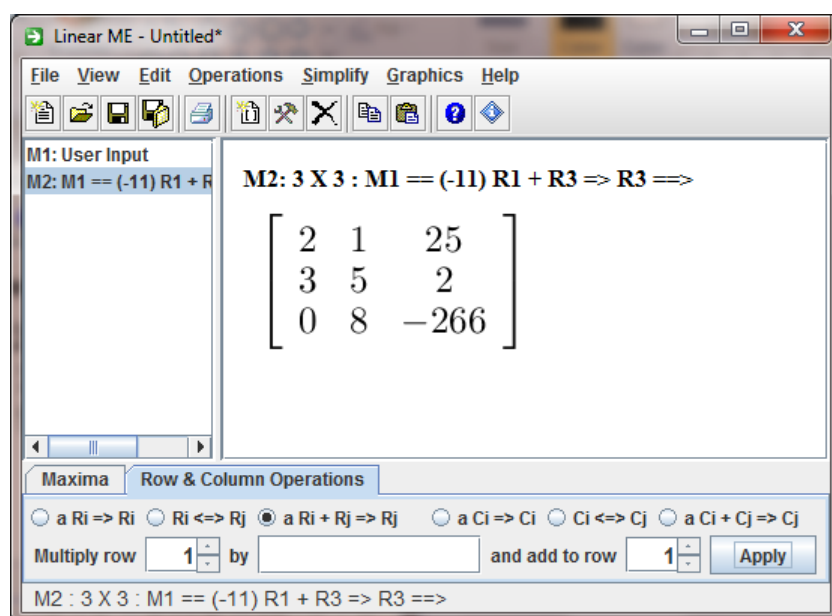 Linear ME - Untitled*
File View Edit Operations Simplify Graphics Help
M1: User Input
M2: M1 == (-11) R1 + R
M2: 3 X 3 : M1 == (-11) R1 + R3 => R3 ==>
2 1 25
3 5 2
0 8 −266
Maxima Row & Column Operations
a Ri => Ri Ri <=> Rj a Ri + Rj => Rj a Ci => Ci Ci <=> Cj a Ci + Cj => Cj
Multiply row 1 by and add to row 1 Apply
M2 : 3 X 3 : M1 == (-11) R1 + R3 => R3 ==>